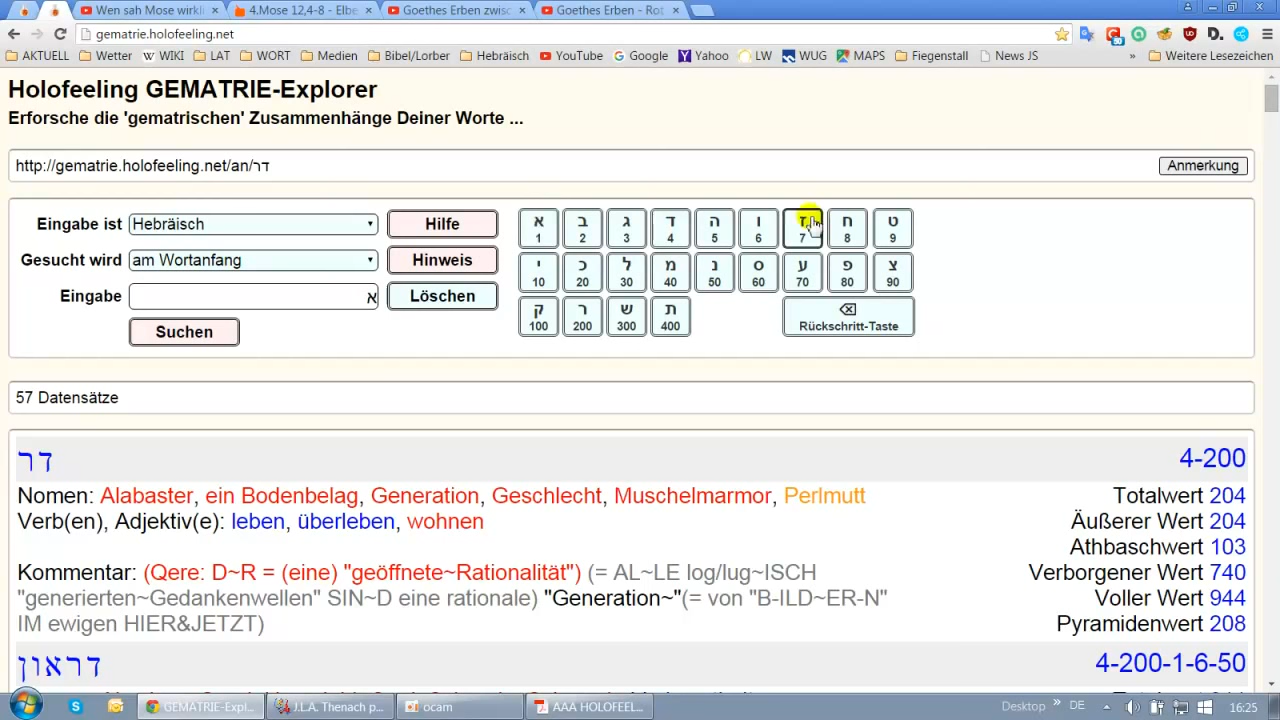 Wen sah Mose wirkli
4.Mose 12,4-8 - Elbe
Goethes Erben zwisc
Goethes Erben - Rot
gematrie.holofeeling.net
AKTUELL Wetter WIKI LAT WORT Medien Bibel/Lorber Hebräisch YouTube Google Yahoo LW WUG MAPS Fiegenstall News JS » Weitere Lesezeichen
Holofeeling GEMATRIE-Explorer
Erforsche die 'gematrischen' Zusammenhänge Deiner Worte ...
http://gematrie.holofeeling.net/an/דר Anmerkung
Eingabe ist Hebräisch Hilfe
Gesucht wird am Wortanfang Hinweis
Eingabe א Löschen
Suchen
א ב ג ד ה ו ז ח ט
1 2 3 4 5 6 7 8 9
י כ ל מ נ ס ע פ צ
10 20 30 40 50 60 70 80 90
ק ר ש ת
100 200 300 400 Rückschritt-Taste
57 Datensätze
דר 4-200
Nomen: Alabaster, ein Bodenbelag, Generation, Geschlecht, Muschelmarmor, Perlmutt
Verb(en), Adjektiv(e): leben, überleben, wohnen
Kommentar: (Qere: D~R = (eine) "geöffnete~Rationalität") (= AL~LE log/lug~ISCH
"generierten~Gedankenwellen" SIN~D eine rationale) "Generation~"(= von "B-ILD~ER-N"
IM ewigen HIER&JETZT)
Totalwert 204
Äußerer Wert 204
Athbaschwert 103
Verborgener Wert 740
Voller Wert 944
Pyramidenwert 208
דראון 4-200-1-6-50
GEMATRIE-Expl...
J.L.A. Thenach p...
ocam
AAA HOLOFEEL...
Desktop » DE 16:25